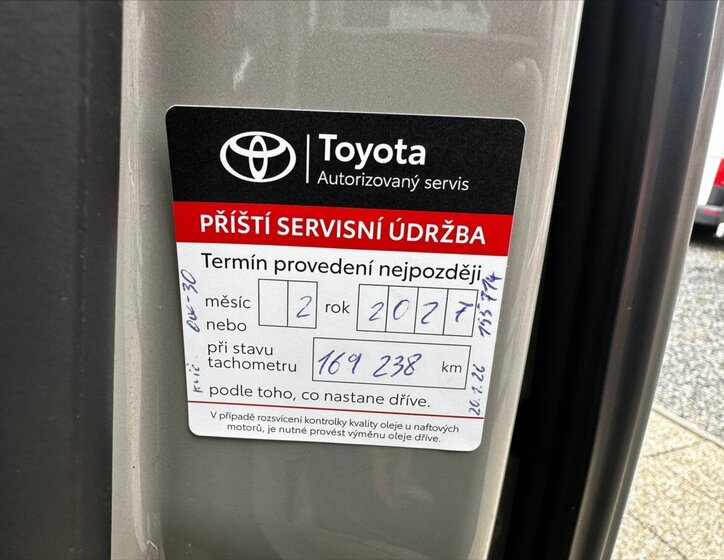 Toyota
Autorizovaný servis
PŘÍŠTÍ SERVISNÍ ÚDRŽBA
Termín provedení nejpozději
měsíc 2 rok 2027
nebo
při stavu
tachometru 169 238 km
podle toho, co nastane dříve.
V případě rozsvícení kontrolky kvality oleje u naftových
motorů, je nutné provést výměnu oleje dříve.
0W-30
20.1.26